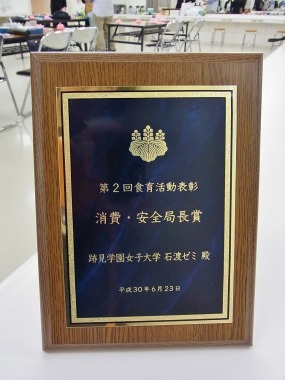 第2回食育活動表彰
消費・安全局長賞
跡見学園女子大学 石渡ゼミ 殿
平成30年6月23日